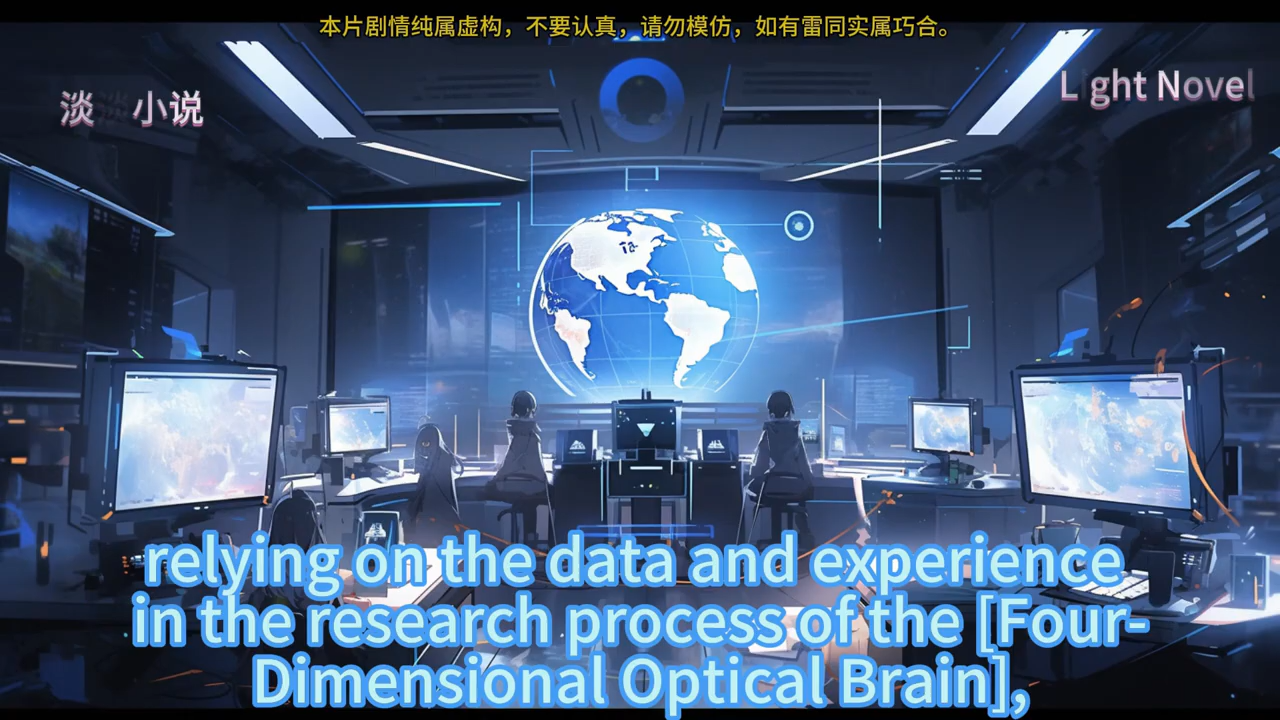 本片剧情纯属虚构，不要认真，请勿模仿，如有雷同实属巧合。
淡淡小说
Light Novel
relying on the data and experience
in the research process of the [Four-
Dimensional Optical Brain],